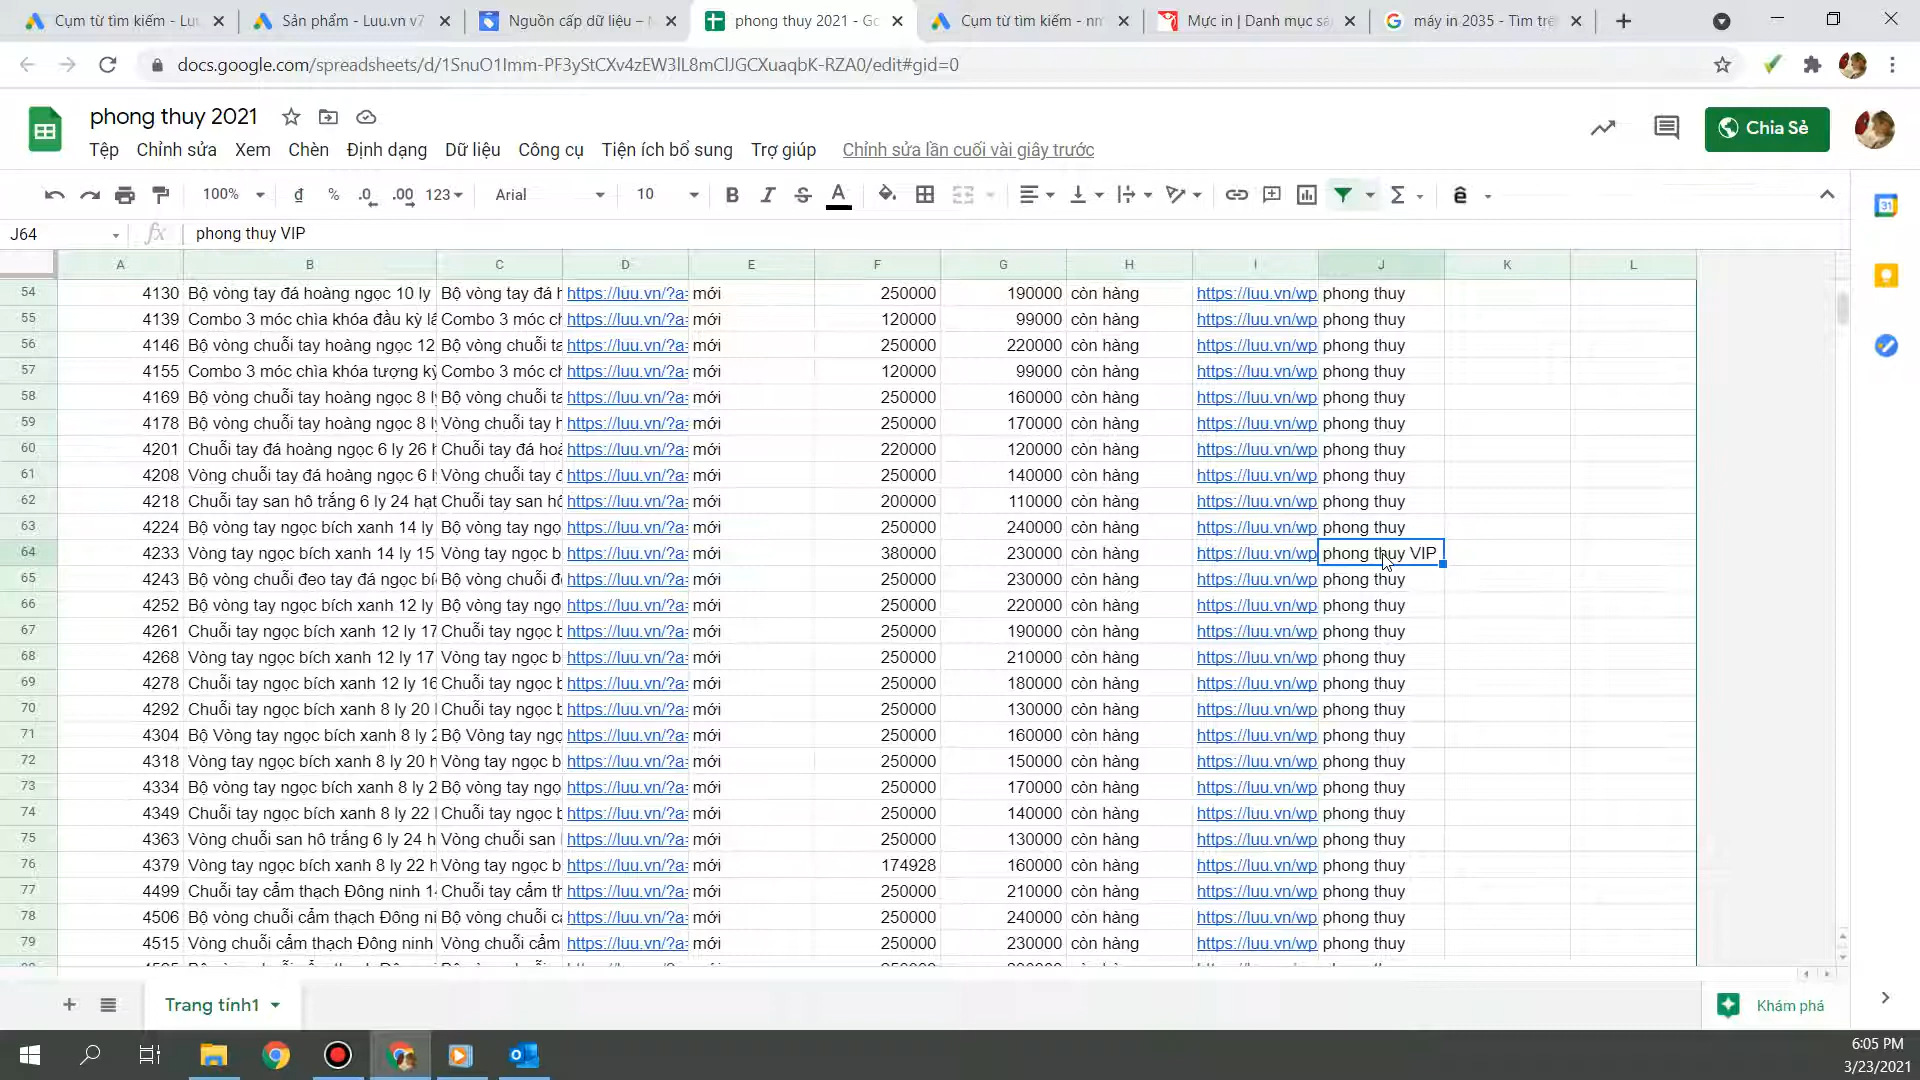 Cụm từ tìm kiếm - Luu
Sản phẩm - Luu.vn v7
Nguồn cấp dữ liệu –
phong thuy 2021 - Go
Cụm từ tìm kiếm - nm
Mực in | Danh mục sả
máy in 2035 - Tìm trê
docs.google.com/spreadsheets/d/1SnuO1Imm-PF3yStCXv4zEW3lL8mClJGCXuaqbK-RZA0/edit#gid=0
phong thuy 2021
Chia Sẻ
Tệp Chỉnh sửa Xem Chèn Định dạng Dữ liệu Công cụ Tiện ích bổ sung Trợ giúp Chỉnh sửa lần cuối vài giây trước
100% đ % .0 .00 123 Arial 10 B I S A Σ ê
J64 fx phong thuy VIP
A B C D E F G H I J K L
54 4130 Bộ vòng tay đá hoàng ngọc 10 ly Bộ vòng tay đá h https://luu.vn/?a= mới 250000 190000 còn hàng https://luu.vn/wp phong thuy
55 4139 Combo 3 móc chìa khóa đầu kỳ lâ Combo 3 móc ch https://luu.vn/?a= mới 120000 99000 còn hàng https://luu.vn/wp phong thuy
56 4146 Bộ vòng chuỗi tay hoàng ngọc 12 Bộ vòng chuỗi ta https://luu.vn/?a= mới 250000 220000 còn hàng https://luu.vn/wp phong thuy
57 4155 Combo 3 móc chìa khóa tượng kỳ Combo 3 móc ch https://luu.vn/?a= mới 120000 99000 còn hàng https://luu.vn/wp phong thuy
58 4169 Bộ vòng chuỗi tay hoàng ngọc 8 ly Bộ vòng chuỗi ta https://luu.vn/?a= mới 250000 160000 còn hàng https://luu.vn/wp phong thuy
59 4178 Bộ vòng chuỗi tay hoàng ngọc 8 ly Vòng chuỗi tay h https://luu.vn/?a= mới 250000 170000 còn hàng https://luu.vn/wp phong thuy
60 4201 Chuỗi tay đá hoàng ngọc 6 ly 26 h Chuỗi tay đá hoà https://luu.vn/?a= mới 220000 120000 còn hàng https://luu.vn/wp phong thuy
61 4208 Vòng chuỗi tay đá hoàng ngọc 6 ly Vòng chuỗi tay đ https://luu.vn/?a= mới 250000 140000 còn hàng https://luu.vn/wp phong thuy
62 4218 Chuỗi tay san hô trắng 6 ly 24 hạt Chuỗi tay san hô https://luu.vn/?a= mới 200000 110000 còn hàng https://luu.vn/wp phong thuy
63 4224 Bộ vòng tay ngọc bích xanh 14 ly Bộ vòng tay ngọ https://luu.vn/?a= mới 250000 240000 còn hàng https://luu.vn/wp phong thuy
64 4233 Vòng tay ngọc bích xanh 14 ly 15 Vòng tay ngọc b https://luu.vn/?a= mới 380000 230000 còn hàng https://luu.vn/wp phong thuy VIP
65 4243 Bộ vòng chuỗi đeo tay đá ngọc bí Bộ vòng chuỗi đ https://luu.vn/?a= mới 250000 230000 còn hàng https://luu.vn/wp phong thuy
66 4252 Bộ vòng tay ngọc bích xanh 12 ly Bộ vòng tay ngọ https://luu.vn/?a= mới 250000 220000 còn hàng https://luu.vn/wp phong thuy
67 4261 Chuỗi tay ngọc bích xanh 12 ly 17 Chuỗi tay ngọc b https://luu.vn/?a= mới 250000 190000 còn hàng https://luu.vn/wp phong thuy
68 4268 Vòng tay ngọc bích xanh 12 ly 17 Vòng tay ngọc b https://luu.vn/?a= mới 250000 210000 còn hàng https://luu.vn/wp phong thuy
69 4278 Chuỗi tay ngọc bích xanh 12 ly 16 Chuỗi tay ngọc b https://luu.vn/?a= mới 250000 180000 còn hàng https://luu.vn/wp phong thuy
70 4292 Chuỗi tay ngọc bích xanh 8 ly 20 Chuỗi tay ngọc b https://luu.vn/?a= mới 250000 130000 còn hàng https://luu.vn/wp phong thuy
71 4304 Bộ Vòng tay ngọc bích xanh 8 ly 2 Bộ Vòng tay ngọ https://luu.vn/?a= mới 250000 160000 còn hàng https://luu.vn/wp phong thuy
72 4318 Vòng tay ngọc bích xanh 8 ly 20 h Vòng tay ngọc b https://luu.vn/?a= mới 250000 150000 còn hàng https://luu.vn/wp phong thuy
73 4334 Bộ vòng tay ngọc bích xanh 8 ly 2 Bộ vòng tay ngọ https://luu.vn/?a= mới 250000 170000 còn hàng https://luu.vn/wp phong thuy
74 4349 Chuỗi tay ngọc bích xanh 8 ly 22 Chuỗi tay ngọc b https://luu.vn/?a= mới 250000 140000 còn hàng https://luu.vn/wp phong thuy
75 4363 Vòng chuỗi san hô trắng 6 ly 24 h Vòng chuỗi san https://luu.vn/?a= mới 250000 130000 còn hàng https://luu.vn/wp phong thuy
76 4379 Vòng tay ngọc bích xanh 8 ly 22 h Vòng tay ngọc b https://luu.vn/?a= mới 174928 160000 còn hàng https://luu.vn/wp phong thuy
77 4499 Chuỗi tay cẩm thạch Đông ninh 14 Chuỗi tay cẩm th https://luu.vn/?a= mới 250000 210000 còn hàng https://luu.vn/wp phong thuy
78 4506 Bộ vòng chuỗi cẩm thạch Đông ni Bộ vòng chuỗi cẩ https://luu.vn/?a= mới 250000 240000 còn hàng https://luu.vn/wp phong thuy
79 4515 Vòng chuỗi cẩm thạch Đông ninh Vòng chuỗi cẩm https://luu.vn/?a= mới 250000 230000 còn hàng https://luu.vn/wp phong thuy
Trang tính1
Khám phá
6:05 PM
3/23/2021